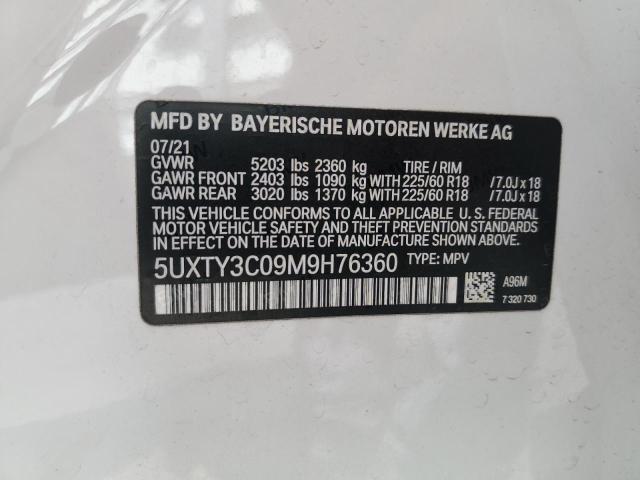 MFD BY BAYERISCHE MOTOREN WERKE AG
07/21
GVWR 5203 lbs 2360 kg TIRE / RIM
GAWR FRONT 2403 lbs 1090 kg WITH 225/60 R18 / 7.0J x 18
GAWR REAR 3020 lbs 1370 kg WITH 225/60 R18 / 7.0J x 18
THIS VEHICLE CONFORMS TO ALL APPLICABLE U. S. FEDERAL
MOTOR VEHICLE SAFETY AND THEFT PREVENTION STANDARDS
IN EFFECT ON THE DATE OF MANUFACTURE SHOWN ABOVE.
5UXTY3C09M9H76360 TYPE: MPV
A96M
7 320 730